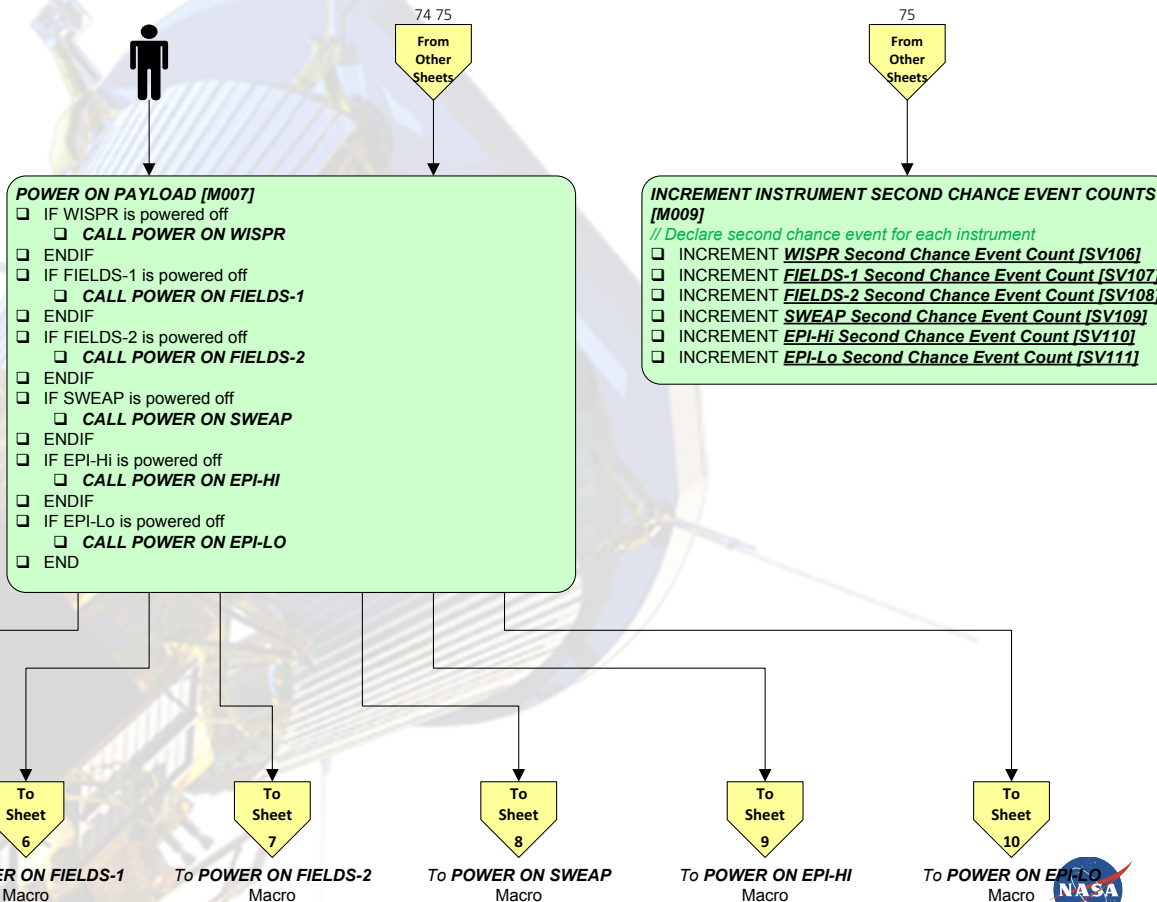 74 75
From
Other
Sheets
75
From
Other
Sheets
POWER ON PAYLOAD [M007]
❑ IF WISPR is powered off
❑ CALL POWER ON WISPR
❑ ENDIF
❑ IF FIELDS-1 is powered off
❑ CALL POWER ON FIELDS-1
❑ ENDIF
❑ IF FIELDS-2 is powered off
❑ CALL POWER ON FIELDS-2
❑ ENDIF
❑ IF SWEAP is powered off
❑ CALL POWER ON SWEAP
❑ ENDIF
❑ IF EPI-Hi is powered off
❑ CALL POWER ON EPI-HI
❑ ENDIF
❑ IF EPI-Lo is powered off
❑ CALL POWER ON EPI-LO
❑ END
INCREMENT INSTRUMENT SECOND CHANCE EVENT COUNTS
[M009]
// Declare second chance event for each instrument
❑ INCREMENT WISPR Second Chance Event Count [SV106]
❑ INCREMENT FIELDS-1 Second Chance Event Count [SV107]
❑ INCREMENT FIELDS-2 Second Chance Event Count [SV108]
❑ INCREMENT SWEAP Second Chance Event Count [SV109]
❑ INCREMENT EPI-Hi Second Chance Event Count [SV110]
❑ INCREMENT EPI-Lo Second Chance Event Count [SV111]
To
Sheet
6
ER ON FIELDS-1
Macro
To
Sheet
7
To POWER ON FIELDS-2
Macro
To
Sheet
8
To POWER ON SWEAP
Macro
To
Sheet
9
To POWER ON EPI-HI
Macro
To
Sheet
10
To POWER ON EPI-LO
Macro
NASA